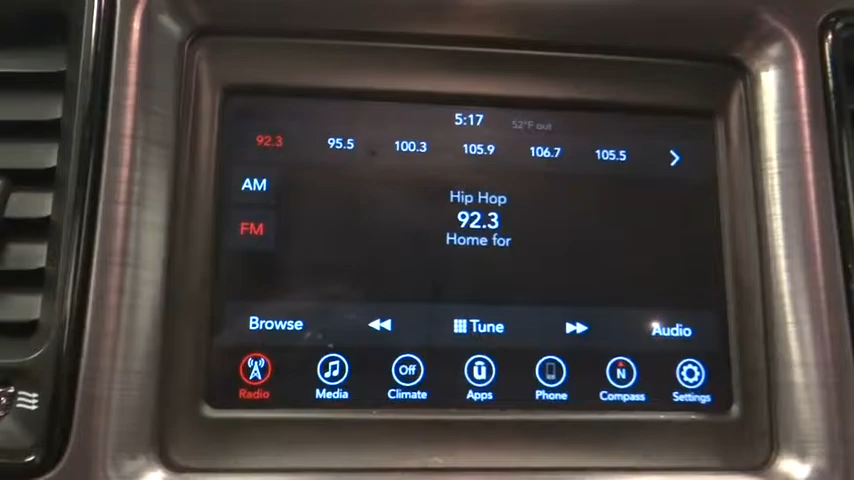 5:17 52°F out
92.3 95.5 100.3 105.9 106.7 105.5
AM
FM
Hip Hop
92.3
Home for
Browse Tune Audio
Off N
Radio Media Climate Apps Phone Compass Settings